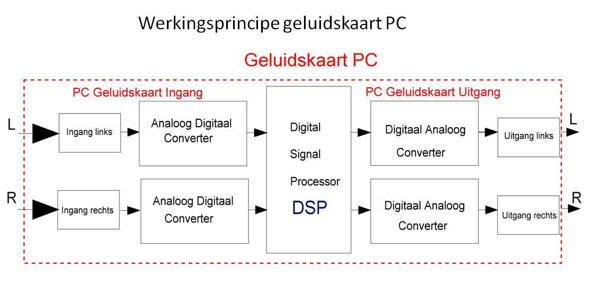 Werkingsprincipe geluidskaart PC
Geluidskaart PC
PC Geluidskaart Ingang
PC Geluidskaart Uitgang
L
Ingang links
Analoog Digitaal
Converter
Digital
Signal
Processor
DSP
Digitaal Analoog
Converter
Uitgang links
L
R
Ingang rechts
Analoog Digitaal
Converter
Digitaal Analoog
Converter
Uitgang rechts
R